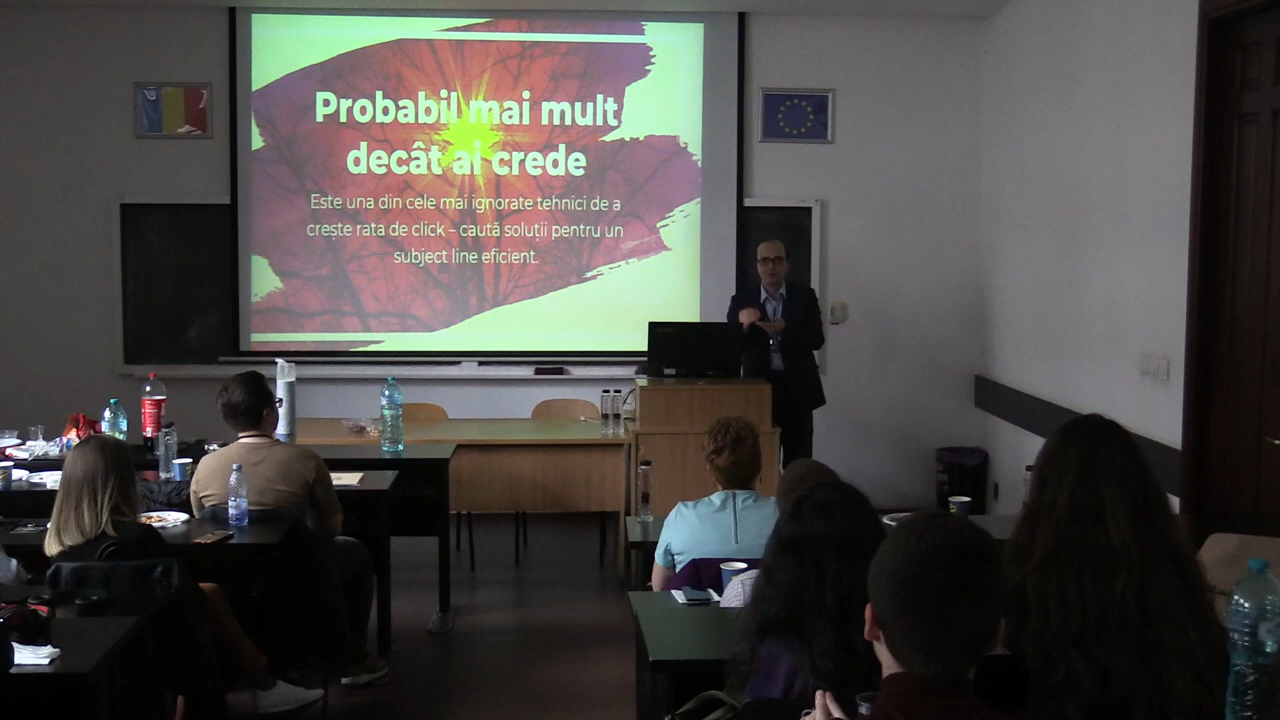 Probabil mai mult
decât ai crede
Este una din cele mai ignorate tehnici de a
crește rata de click – caută soluții pentru un
subject line eficient.